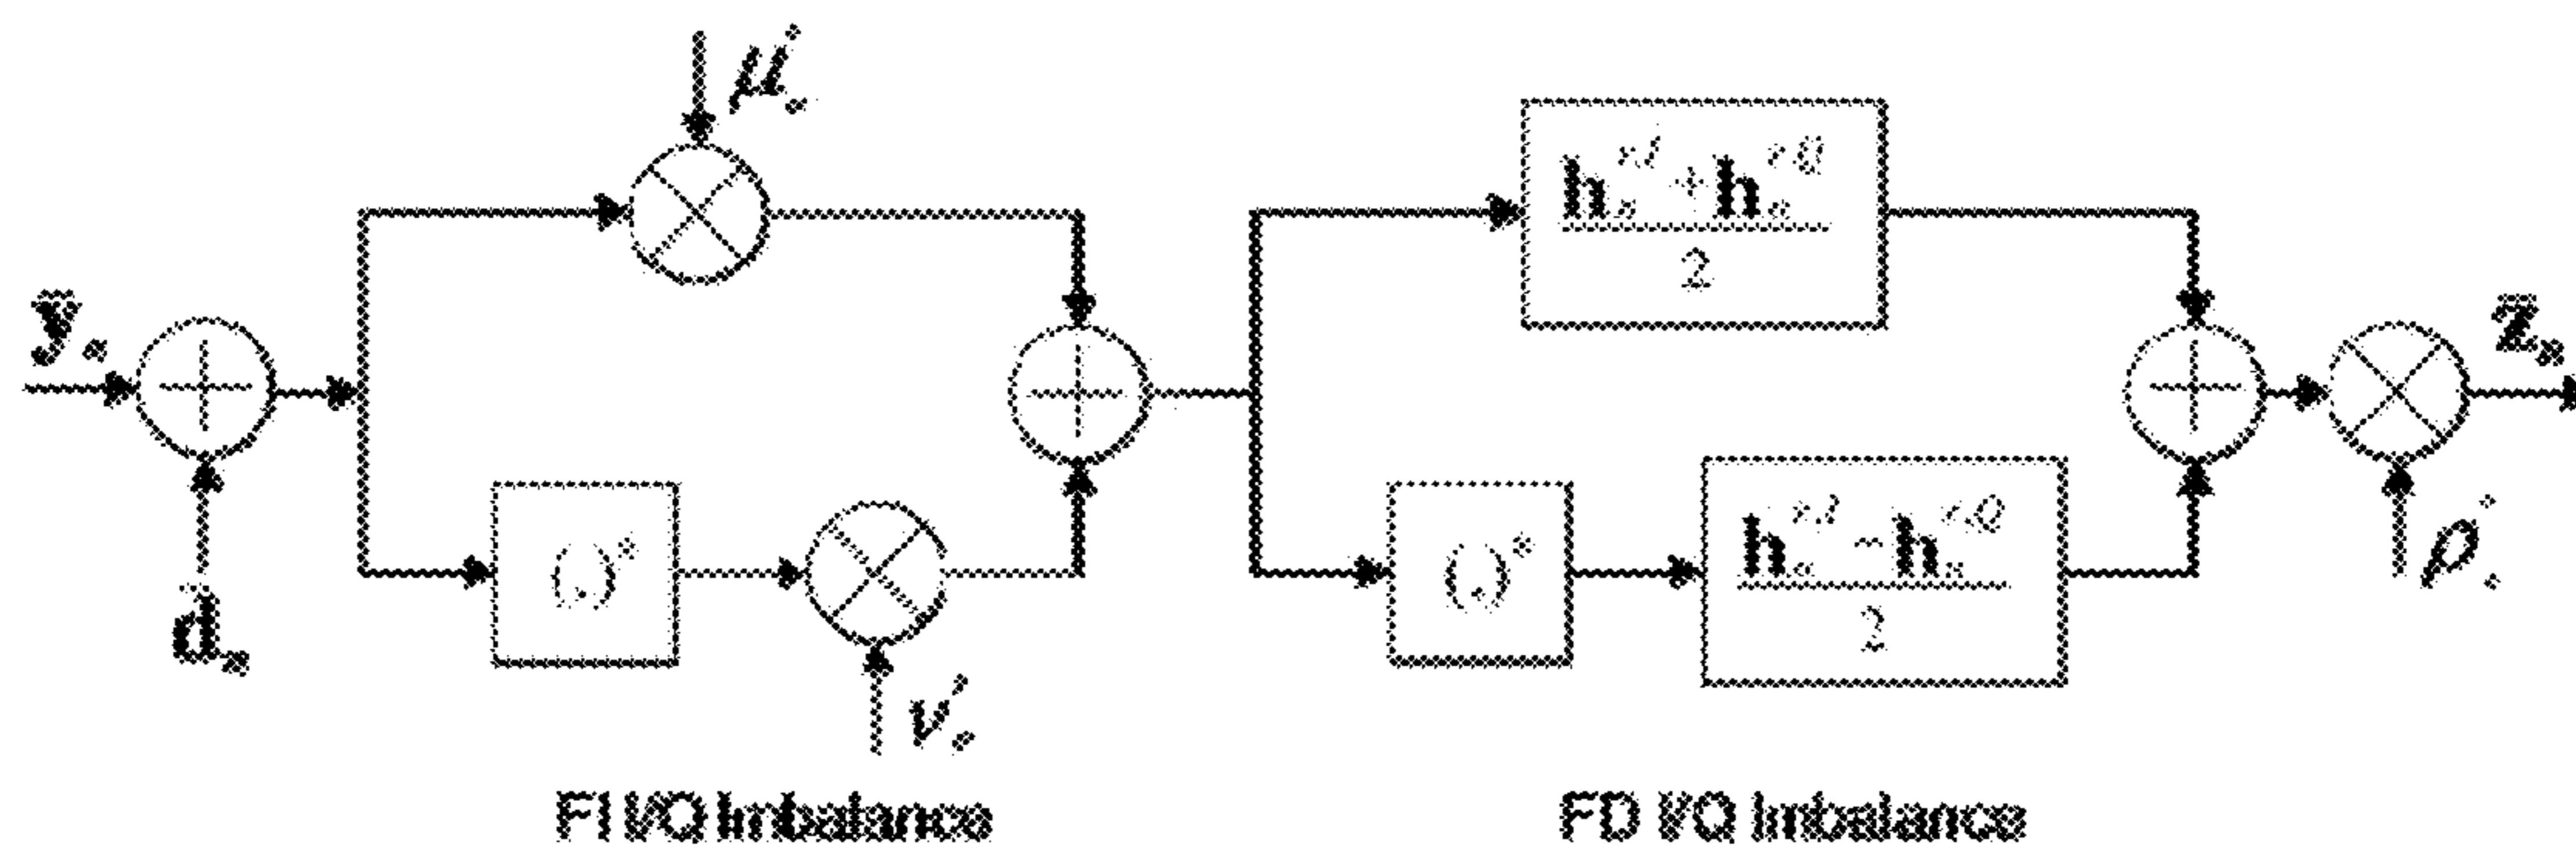 μ'
h^{r,I} + h^{r,Q}
2
ȳ
z̄
(.)*
(.)*
h^{r,I} - h^{r,Q}
2
d̄
ρ'
ν'
FI I/Q Imbalance
FD I/Q Imbalance